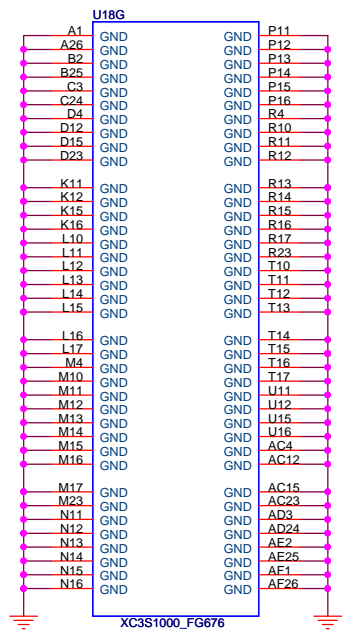 U18G
A1 GND GND P11
A26 GND GND P12
B2 GND GND P13
B25 GND GND P14
C3 GND GND P15
C24 GND GND P16
D4 GND GND R4
D12 GND GND R10
D15 GND GND R11
D23 GND GND R12
K11 GND GND R13
K12 GND GND R14
K15 GND GND R15
K16 GND GND R16
L10 GND GND R17
L11 GND GND R23
L12 GND GND T10
L13 GND GND T11
L14 GND GND T12
L15 GND GND T13
L16 GND GND T14
L17 GND GND T15
M4 GND GND T16
M10 GND GND T17
M11 GND GND U11
M12 GND GND U12
M13 GND GND U15
M14 GND GND U16
M15 GND GND AC4
M16 GND GND AC12
M17 GND GND AC15
M23 GND GND AC23
N11 GND GND AD3
N12 GND GND AD24
N13 GND GND AE2
N14 GND GND AE25
N15 GND GND AF1
N16 GND GND AF26
XC3S1000_FG676